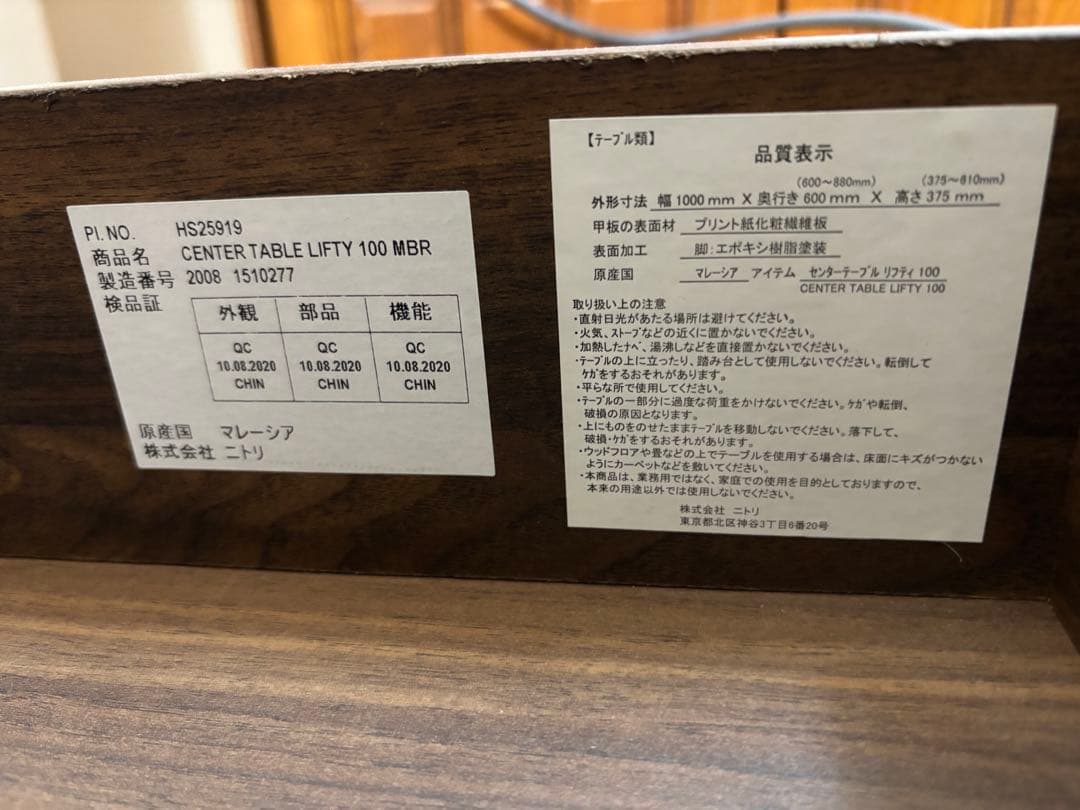 PI. NO. HS25919
商品名 CENTER TABLE LIFTY 100 MBR
製造番号 2008 1510277
検品証
外観 部品 機能
QC QC QC
10.08.2020 10.08.2020 10.08.2020
CHIN CHIN CHIN
原産国 マレーシア
株式会社 ニトリ
【テーブル類】
品質表示
(600～880mm) (375～610mm)
外形寸法 幅 1000 mm X 奥行き 600 mm X 高さ 375 mm
甲板の表面材 プリント紙化粧繊維板
表面加工 脚:エポキシ樹脂塗装
原産国 マレーシア アイテム センターテーブル リフティ 100
CENTER TABLE LIFTY 100
取り扱い上の注意
・直射日光があたる場所は避けてください。
・火気、ストーブなどの近くに置かないでください。
・加熱したナベ、湯沸しなどを直接置かないでください。
・テーブルの上に立ったり、踏み台として使用しないでください。転倒して
ケガをするおそれがあります。
・平らな所で使用してください。
・テーブルの一部分に過度な荷重をかけないでください。ケガや転倒、
破損の原因となります。
・上にものをのせたままテーブルを移動しないでください。落下して、
破損・ケガをするおそれがあります。
・ウッドフロアや畳などの上でテーブルを使用する場合は、床面にキズがつかない
ようにカーペットなどを敷いてください。
・本商品は、業務用ではなく、家庭での使用を目的としておりますので、
本来の用途以外では使用しないでください。
株式会社 ニトリ
東京都北区神谷3丁目6番20号